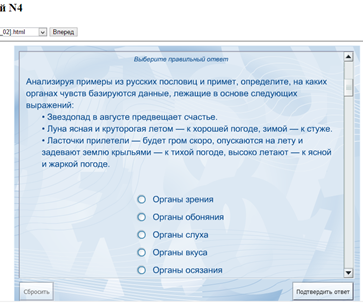 й N4
_02].html Вперед
Выберите правильный ответ
Анализируя примеры из русских пословиц и примет, определите, на каких
органах чувств базируются данные, лежащие в основе следующих
выражений:
• Звездопад в августе предвещает счастье.
• Луна ясная и круторогая летом — к хорошей погоде, зимой — к стуже.
• Ласточки прилетели — будет гром скоро, опускаются на лету и
задевают землю крыльями — к тихой погоде, высоко летают — к ясной
и жаркой погоде.
Органы зрения
Органы обоняния
Органы слуха
Органы вкуса
Органы осязания
Сбросить Подтвердить ответ